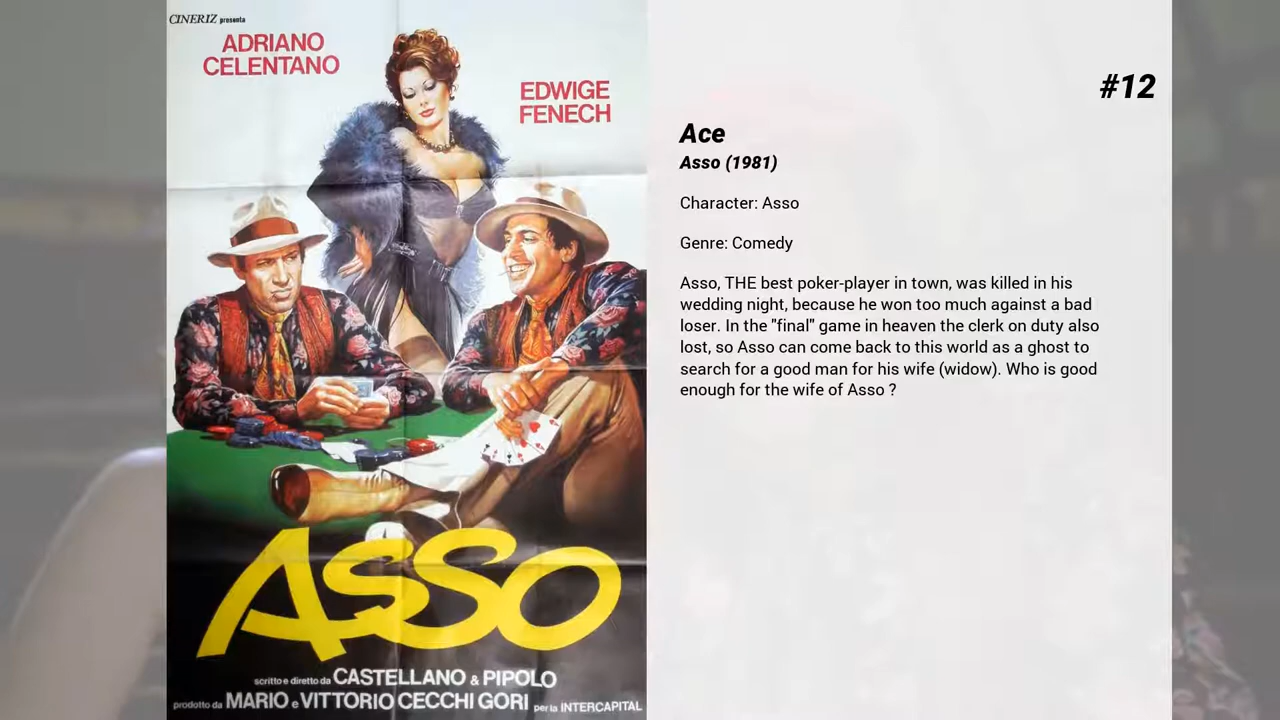 CINERIZ presenta
ADRIANO
CELENTANO
EDWIGE
FENECH
ASSO
scritto e diretto da CASTELLANO & PIPOLO
prodotto da MARIO e VITTORIO CECCHI GORI per la INTERCAPITAL
#12
Ace
Asso (1981)
Character: Asso
Genre: Comedy
Asso, THE best poker-player in town, was killed in his
wedding night, because he won too much against a bad
loser. In the "final" game in heaven the clerk on duty also
lost, so Asso can come back to this world as a ghost to
search for a good man for his wife (widow). Who is good
enough for the wife of Asso ?